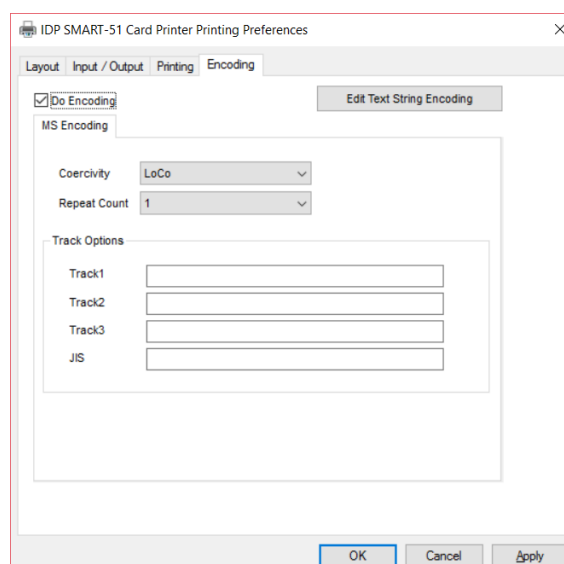 IDP SMART-51 Card Printer Printing Preferences
Layout Input / Output Printing Encoding
Do Encoding
Edit Text String Encoding
MS Encoding
Coercivity LoCo
Repeat Count 1
Track Options
Track1
Track2
Track3
JIS
OK Cancel Apply